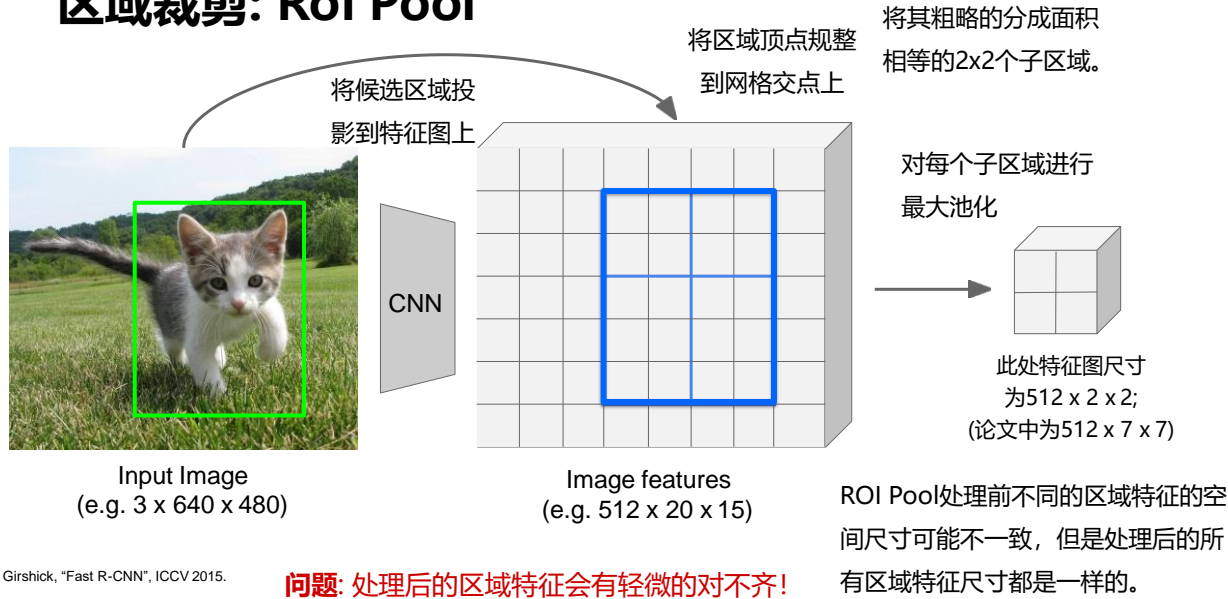 区域裁剪: RoI Pool
将候选区域投
影到特征图上
将区域顶点规整
到网格交点上
将其粗略的分成面积
相等的2x2个子区域。
CNN
对每个子区域进行
最大池化
此处特征图尺寸
为512 x 2 x 2;
(论文中为512 x 7 x 7)
Input Image
(e.g. 3 x 640 x 480)
Image features
(e.g. 512 x 20 x 15)
ROI Pool处理前不同的区域特征的空
间尺寸可能不一致，但是处理后的所
有区域特征尺寸都是一样的。
Girshick, “Fast R-CNN”, ICCV 2015.
问题: 处理后的区域特征会有轻微的对不齐！